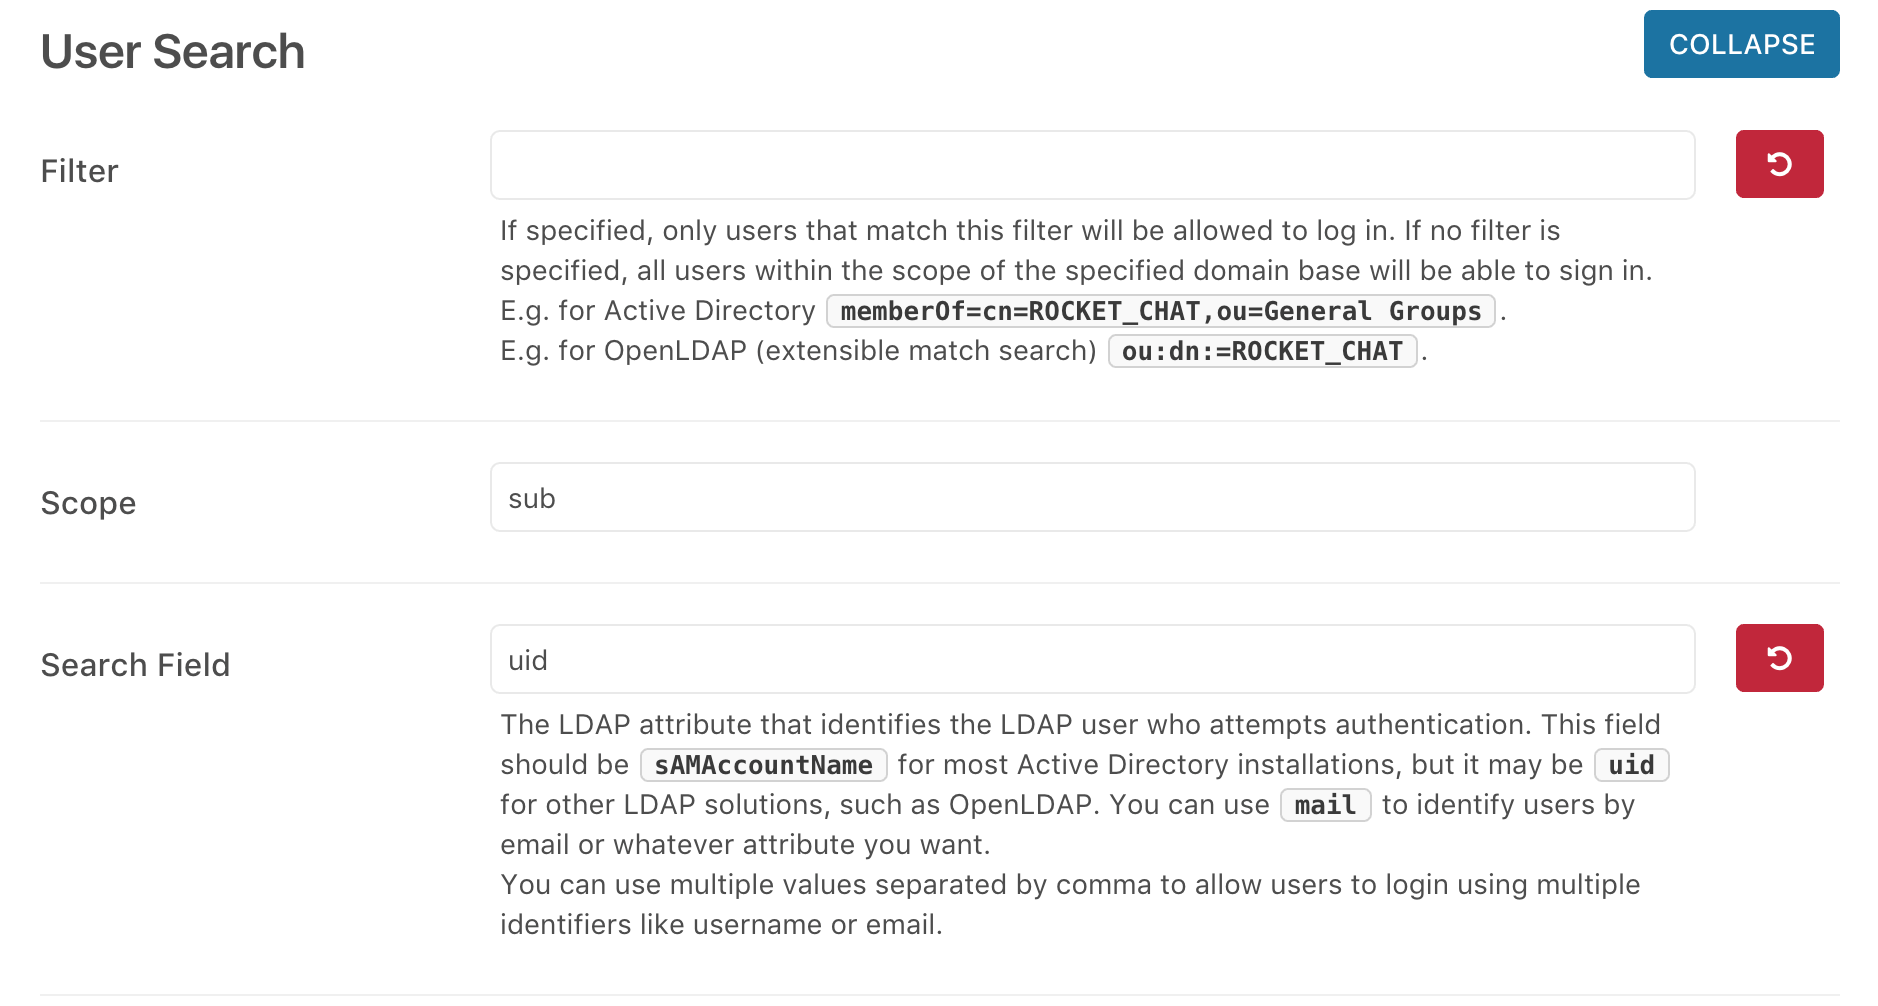 User Search
COLLAPSE
Filter
If specified, only users that match this filter will be allowed to log in. If no filter is
specified, all users within the scope of the specified domain base will be able to sign in.
E.g. for Active Directory memberOf=cn=ROCKET_CHAT,ou=General Groups.
E.g. for OpenLDAP (extensible match search) ou:dn:=ROCKET_CHAT.
Scope
sub
Search Field
uid
The LDAP attribute that identifies the LDAP user who attempts authentication. This field
should be sAMAccountName for most Active Directory installations, but it may be uid
for other LDAP solutions, such as OpenLDAP. You can use mail to identify users by
email or whatever attribute you want.
You can use multiple values separated by comma to allow users to login using multiple
identifiers like username or email.